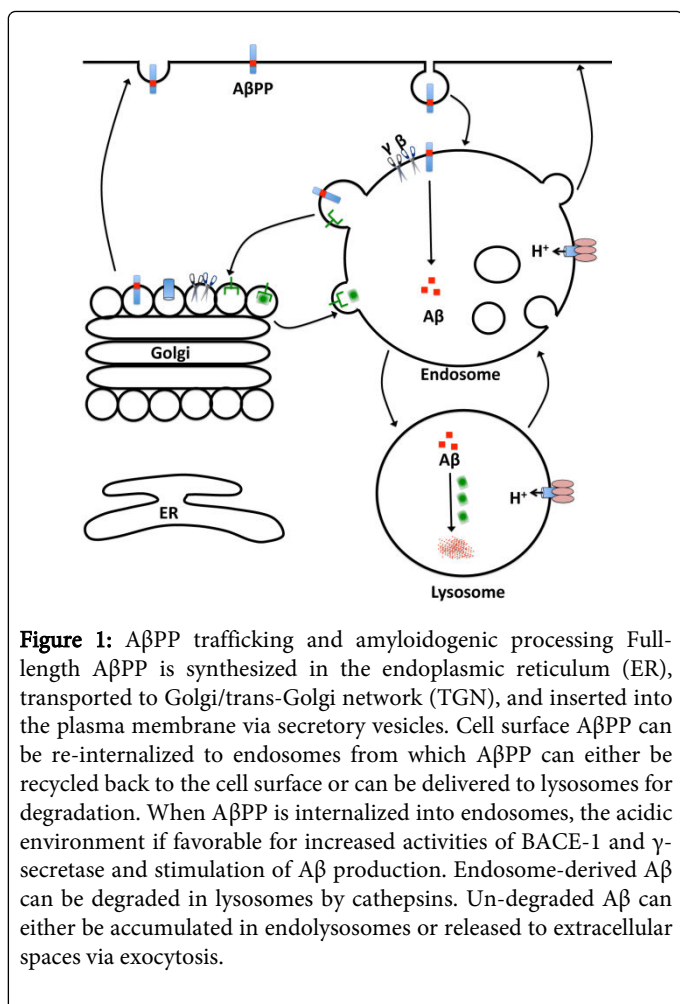 AβPP
γ β
H⁺
Aβ
Golgi
Endosome
Aβ
ER
H⁺
Lysosome
Figure 1: AβPP trafficking and amyloidogenic processing Full-
length AβPP is synthesized in the endoplasmic reticulum (ER),
transported to Golgi/trans-Golgi network (TGN), and inserted into
the plasma membrane via secretory vesicles. Cell surface AβPP can
be re-internalized to endosomes from which AβPP can either be
recycled back to the cell surface or can be delivered to lysosomes for
degradation. When AβPP is internalized into endosomes, the acidic
environment if favorable for increased activities of BACE-1 and γ-
secretase and stimulation of Aβ production. Endosome-derived Aβ
can be degraded in lysosomes by cathepsins. Un-degraded Aβ can
either be accumulated in endolysosomes or released to extracellular
spaces via exocytosis.